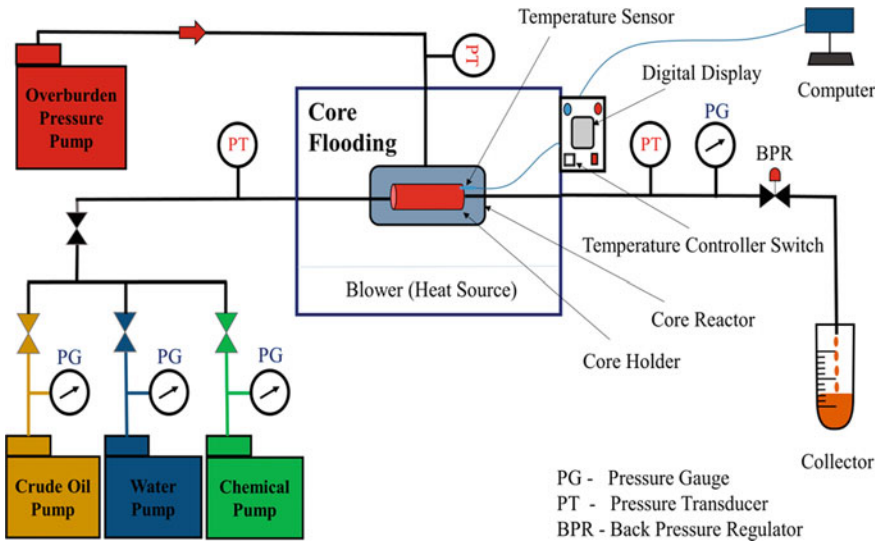 Temperature Sensor
PT
Digital Display
Computer
Overburden
Pressure
Pump
Core
Flooding
PT
PT
PG
BPR
Temperature Controller Switch
Blower (Heat Source)
Core Reactor
Core Holder
PG
PG
PG
Crude Oil
Pump
Water
Pump
Chemical
Pump
Collector
PG - Pressure Gauge
PT - Pressure Transducer
BPR - Back Pressure Regulator